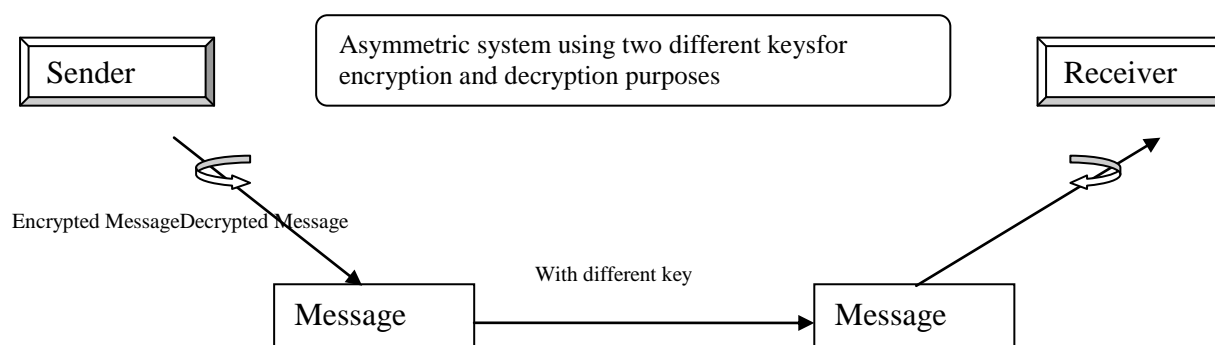 Sender
Asymmetric system using two different keysfor
encryption and decryption purposes
Receiver
Encrypted MessageDecrypted Message
With different key
Message
Message